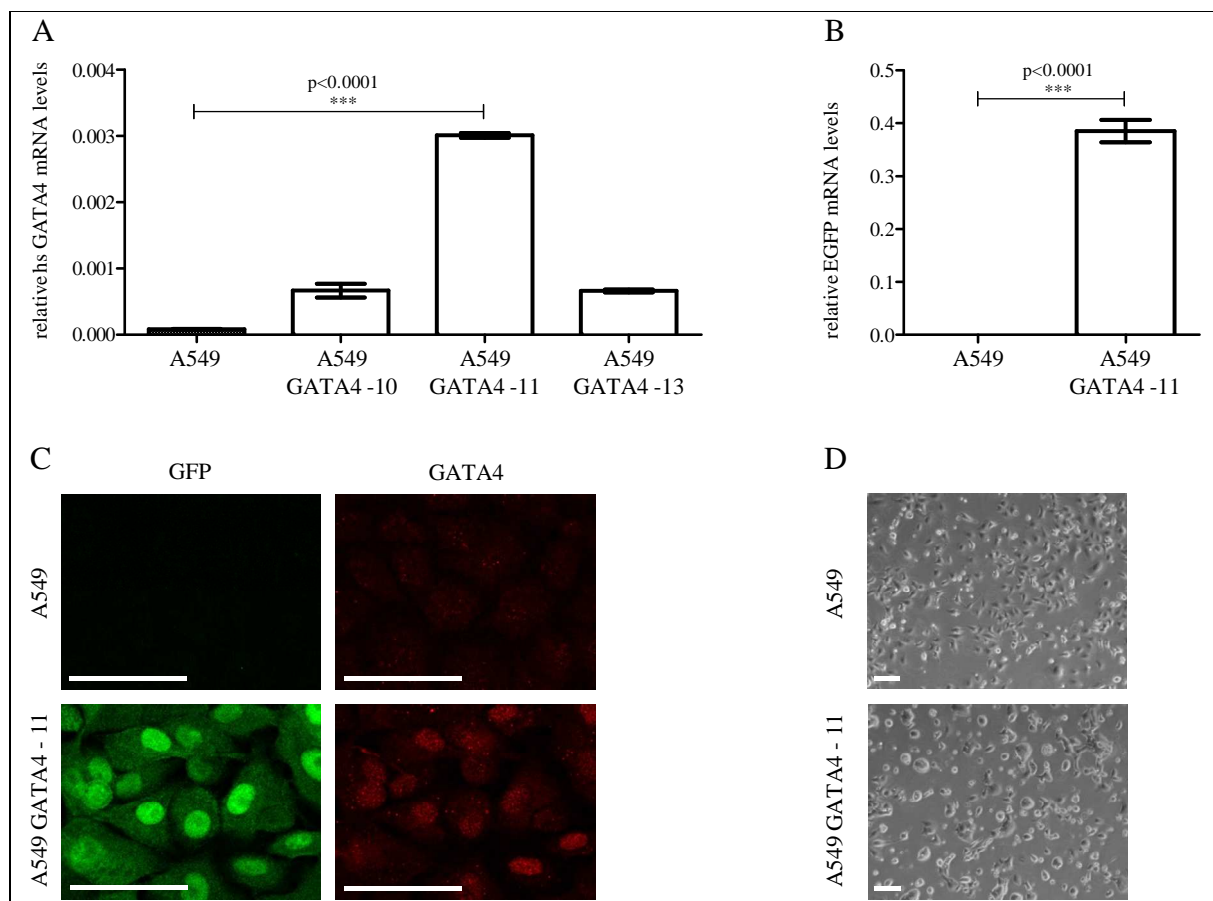 A
relative hs GATA4 mRNA levels
0.004
0.003
0.002
0.001
0.000
p<0.0001
***
A549
A549
GATA4 -10
A549
GATA4 -11
A549
GATA4 -13
B
relative EGFP mRNA levels
0.5
0.4
0.3
0.2
0.1
0.0
p<0.0001
***
A549
A549
GATA4 -11
C
GFP
GATA4
A549
A549 GATA4 - 11
D
A549
A549 GATA4 - 11